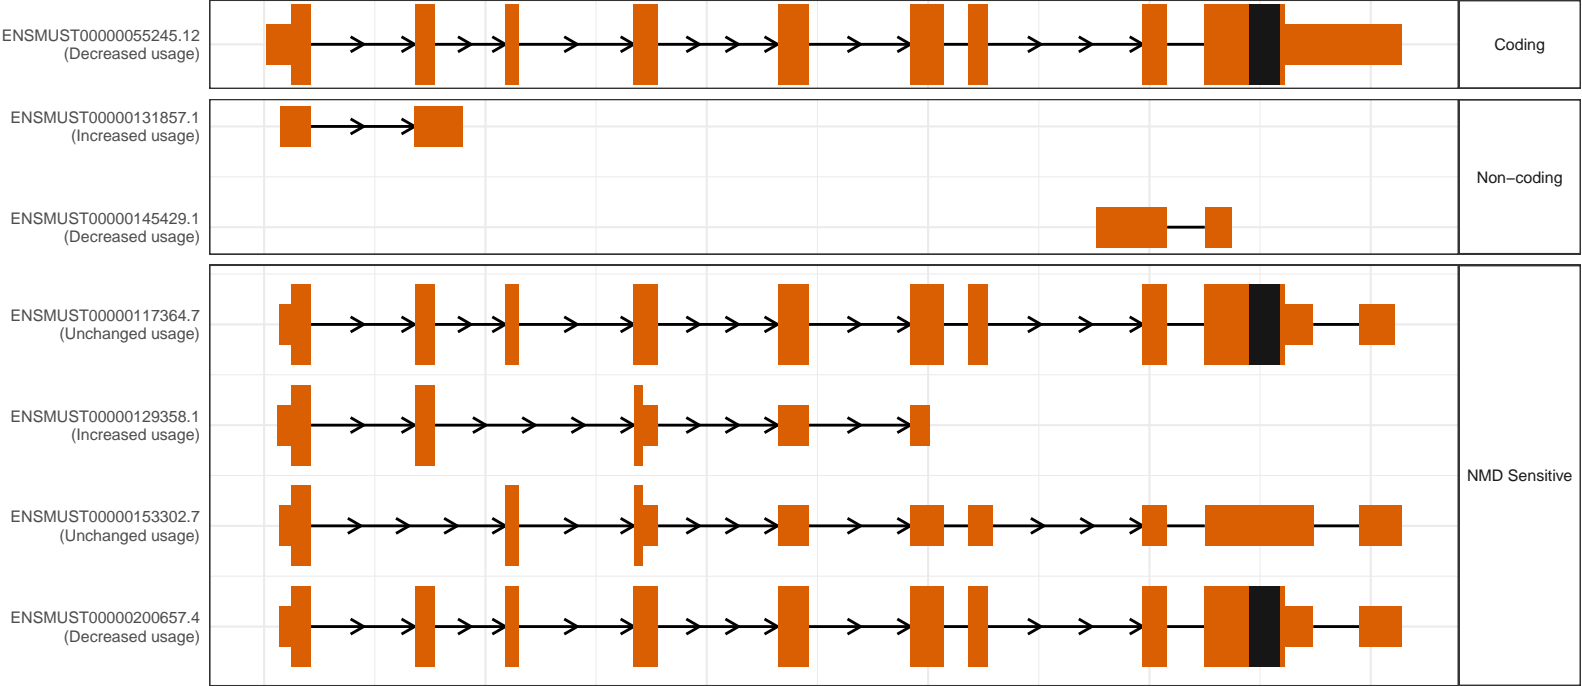 ENSMUST00000055245.12
(Decreased usage)
Coding
ENSMUST00000131857.1
(Increased usage)
Non−coding
ENSMUST00000145429.1
(Decreased usage)
ENSMUST00000117364.7
(Unchanged usage)
ENSMUST00000129358.1
(Increased usage)
NMD Sensitive
ENSMUST00000153302.7
(Unchanged usage)
ENSMUST00000200657.4
(Decreased usage)